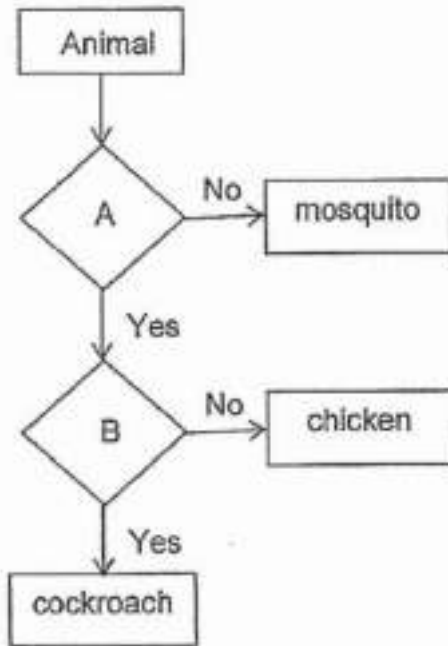 Animal
A
No
mosquito
Yes
B
No
chicken
Yes
cockroach